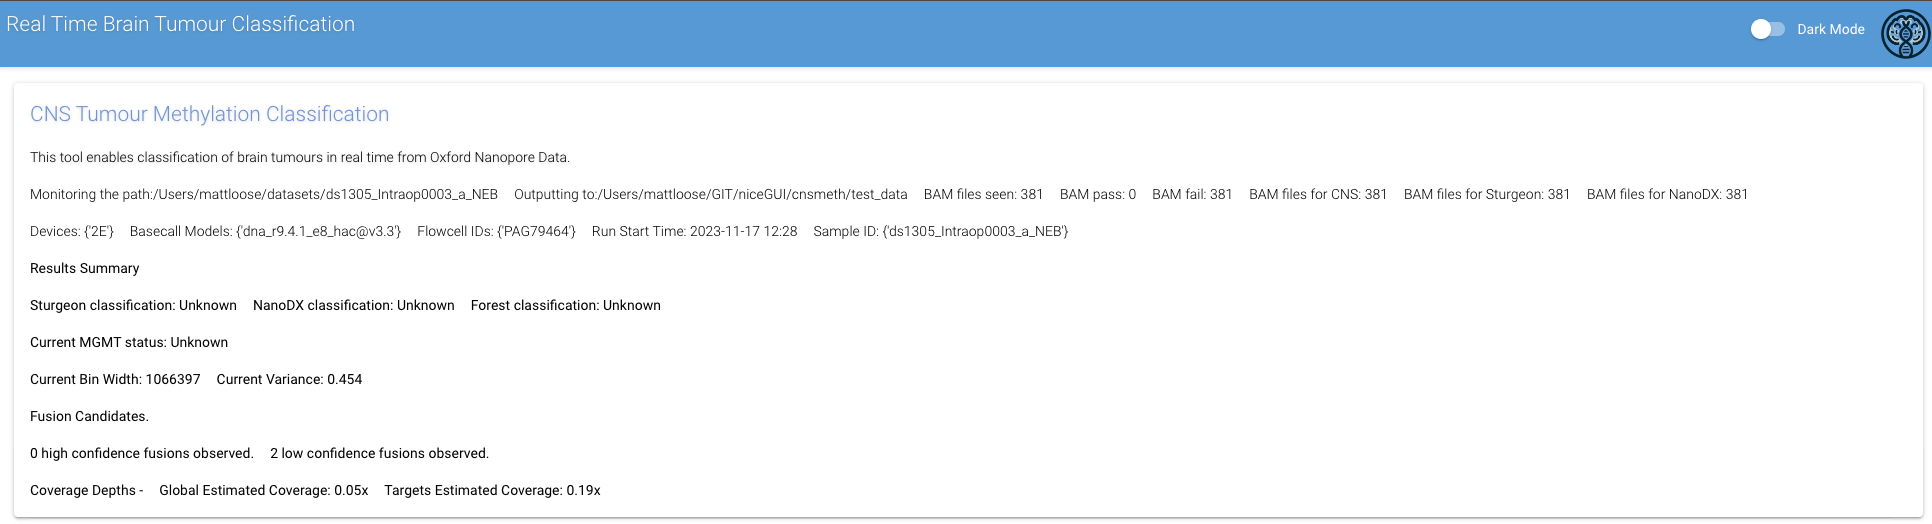 Real Time Brain Tumour Classification
Dark Mode
CNS Tumour Methylation Classification
This tool enables classification of brain tumours in real time from Oxford Nanopore Data.
Monitoring the path:/Users/mattloose/datasets/ds1305_Intraop0003_a_NEB Outputting to:/Users/mattloose/GIT/niceGUI/cnsmeth/test_data BAM files seen: 381 BAM pass: 0 BAM fail: 381 BAM files for CNS: 381 BAM files for Sturgeon: 381 BAM files for NanoDX: 381
Devices: {'2E'} Basecall Models: {'dna_r9.4.1_e8_hac@v3.3'} Flowcell IDs: {'PAG79464'} Run Start Time: 2023-11-17 12:28 Sample ID: {'ds1305_Intraop0003_a_NEB'}
Results Summary
Sturgeon classification: Unknown NanoDX classification: Unknown Forest classification: Unknown
Current MGMT status: Unknown
Current Bin Width: 1066397 Current Variance: 0.454
Fusion Candidates.
0 high confidence fusions observed. 2 low confidence fusions observed.
Coverage Depths - Global Estimated Coverage: 0.05x Targets Estimated Coverage: 0.19x